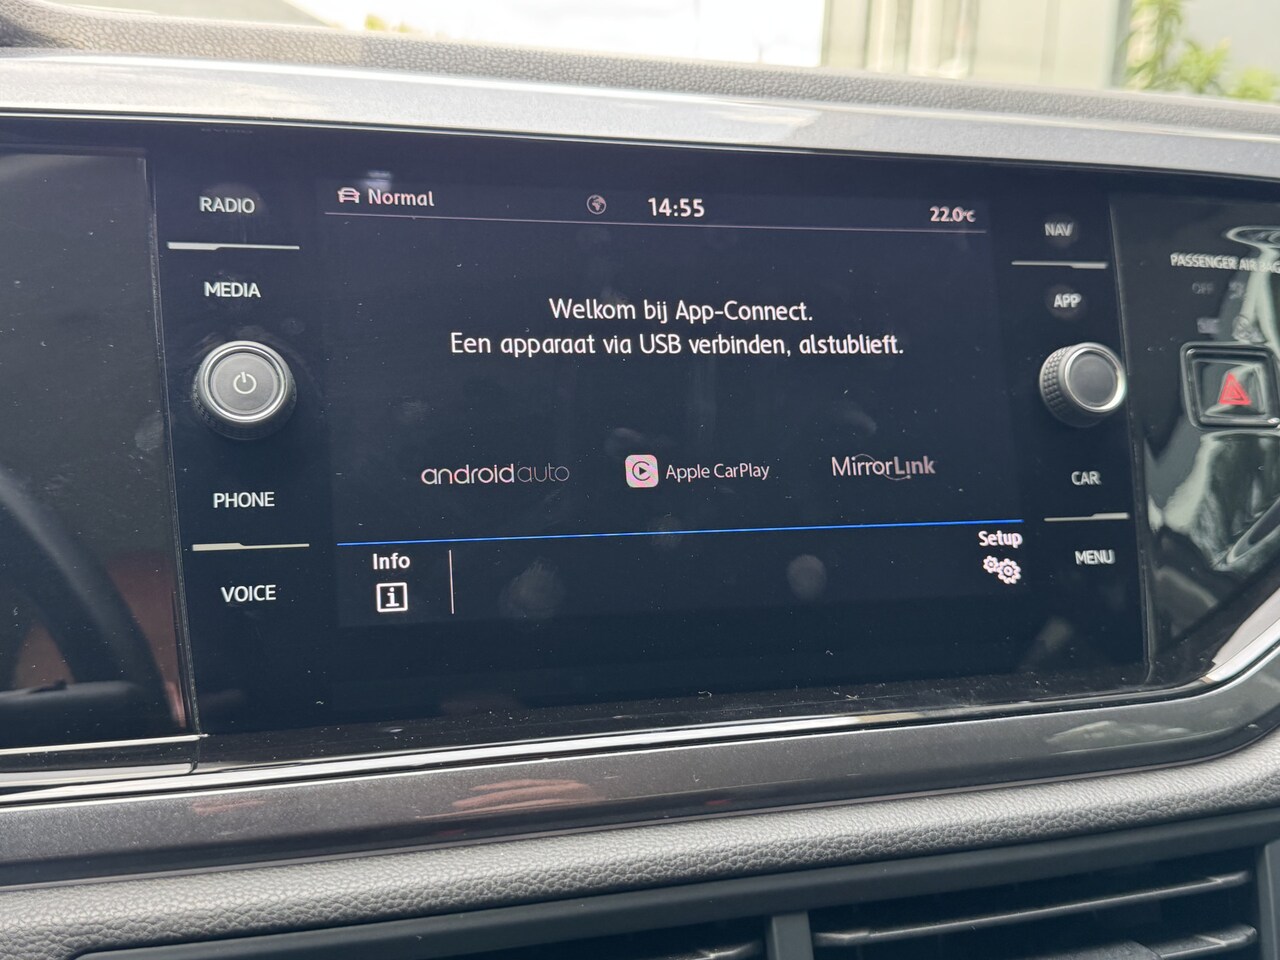 RADIO
MEDIA
PHONE
VOICE
Normal
14:55
22.0°C
Welkom bij App-Connect.
Een apparaat via USB verbinden, alstublieft.
androidauto
Apple CarPlay
MirrorLink
Info
i
Setup
NAV
APP
CAR
MENU
PASSENGER AIR BAG
OFF